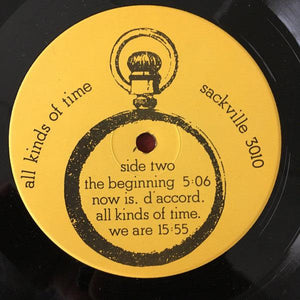 all kinds of time
sackville 3010
side two
the beginning 5:06
now is. d'accord.
all kinds of time.
we are 15:55